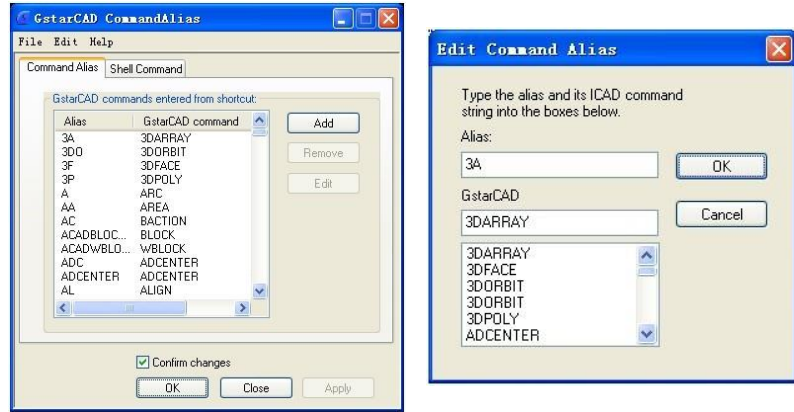 GstarCAD CommandAlias
File Edit Help
Command Alias Shell Command
GstarCAD commands entered from shortcut:
Alias GstarCAD command
3A 3DARRAY
3DO 3DORBIT
3F 3DFACE
3P 3DPOLY
A ARC
AA AREA
AC BACTION
ACADBLOC... BLOCK
ACADWBLO... WBLOCK
ADC ADCENTER
ADCENTER ADCENTER
AL ALIGN
Add
Remove
Edit
Confirm changes
OK Close Apply
Edit Command Alias
Type the alias and its ICAD command
string into the boxes below.
Alias:
3A
OK
GstarCAD
3DARRAY
Cancel
3DARRAY
3DFACE
3DORBIT
3DORBIT
3DPOLY
ADCENTER